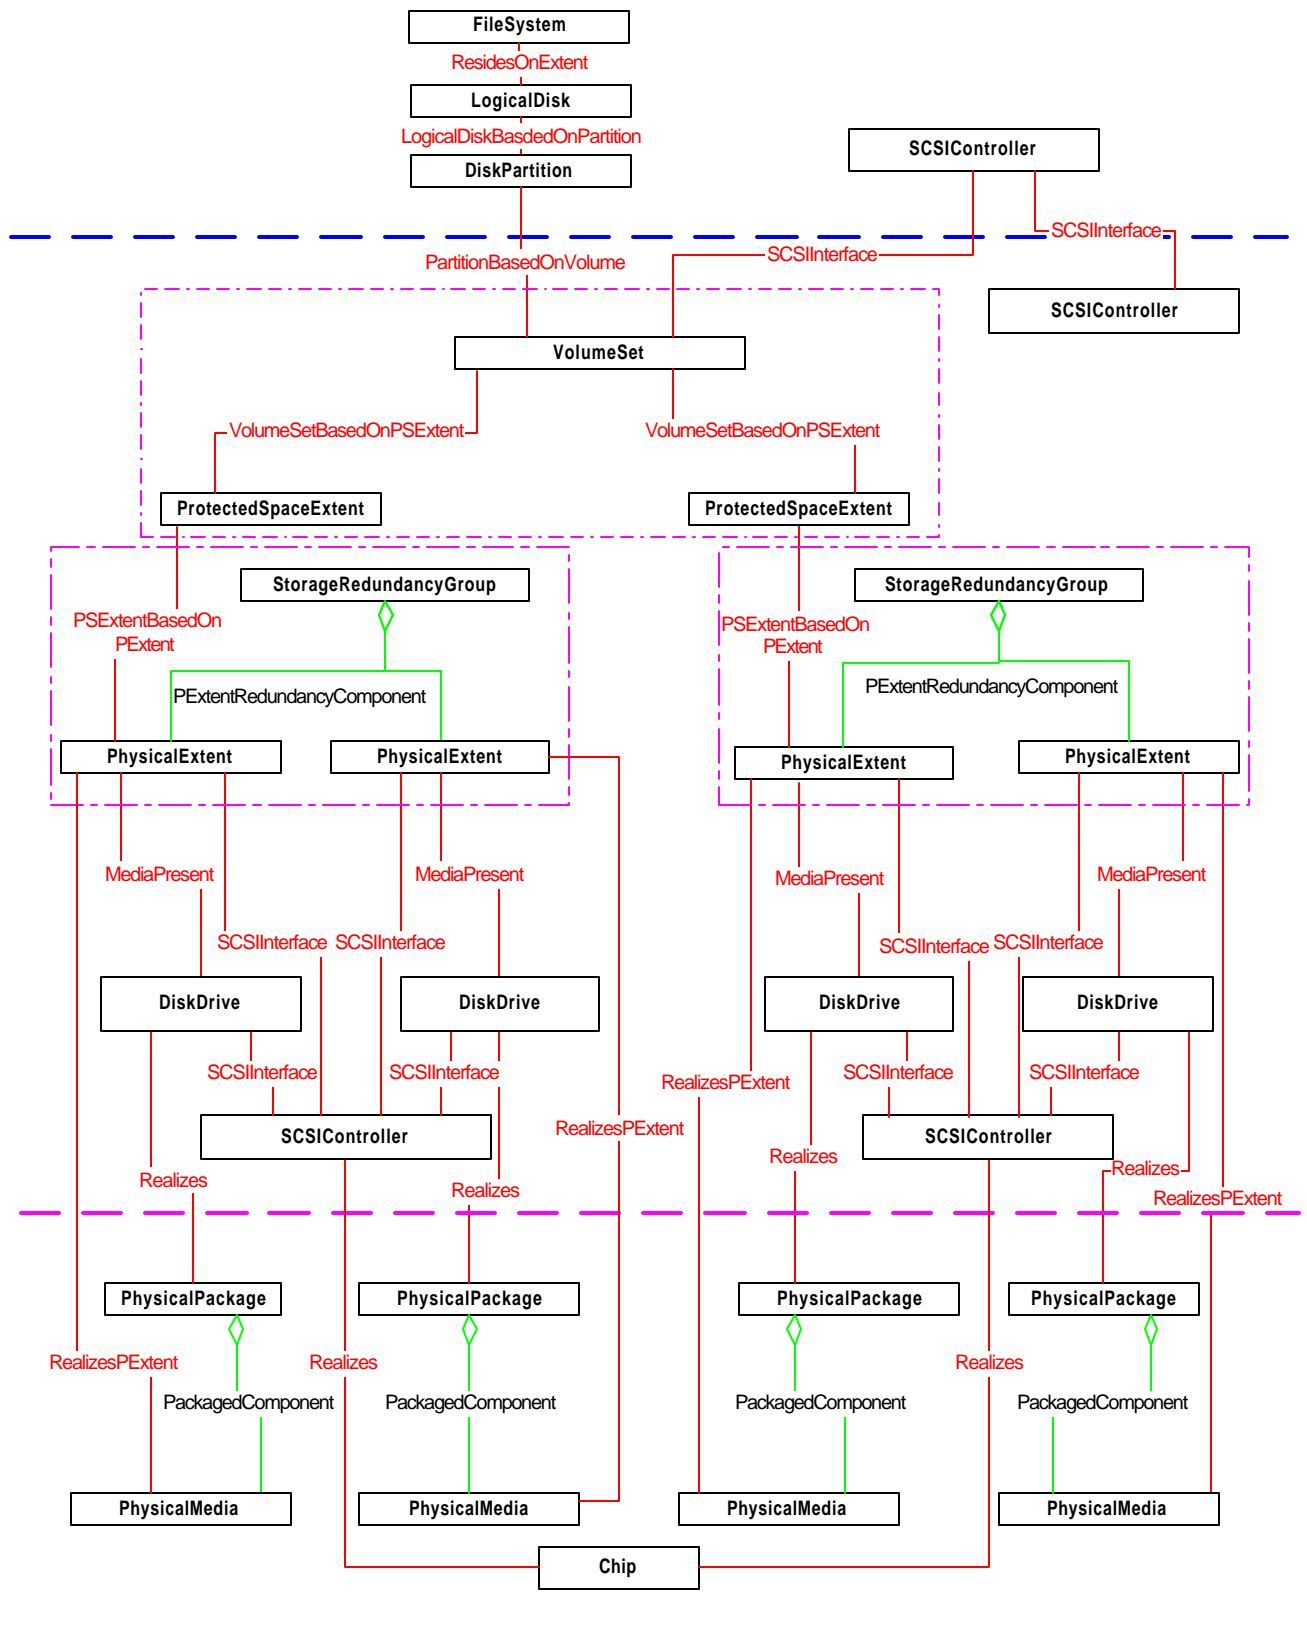 FileSystem
ResidesOnExtent
LogicalDisk
LogicalDiskBasdedOnPartition
SCSIController
DiskPartition
SCSIInterface
SCSIInterface
PartitionBasedOnVolume
SCSIController
VolumeSet
VolumeSetBasedOnPSExtent
VolumeSetBasedOnPSExtent
ProtectedSpaceExtent
ProtectedSpaceExtent
StorageRedundancyGroup
StorageRedundancyGroup
PSExtentBasedOn
PExtent
PSExtentBasedOn
PExtent
PExtentRedundancyComponent
PExtentRedundancyComponent
PhysicalExtent
PhysicalExtent
PhysicalExtent
PhysicalExtent
MediaPresent
MediaPresent
MediaPresent
MediaPresent
SCSIInterface
SCSIInterface
SCSIInterface
SCSIInterface
DiskDrive
DiskDrive
DiskDrive
DiskDrive
SCSIInterface
SCSIInterface
RealizesPExtent
SCSIInterface
SCSIInterface
SCSIController
RealizesPExtent
SCSIController
Realizes
Realizes
Realizes
Realizes
RealizesPExtent
PhysicalPackage
PhysicalPackage
PhysicalPackage
PhysicalPackage
RealizesPExtent
Realizes
Realizes
PackagedComponent
PackagedComponent
PackagedComponent
PackagedComponent
PhysicalMedia
PhysicalMedia
PhysicalMedia
PhysicalMedia
Chip